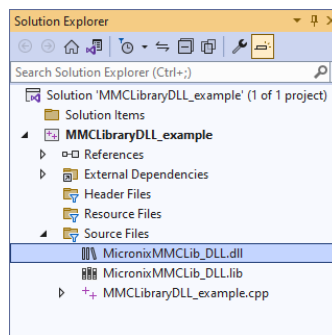 Solution Explorer
Search Solution Explorer (Ctrl+;)
Solution 'MMCLibraryDLL_example' (1 of 1 project)
Solution Items
MMCLibraryDLL_example
References
External Dependencies
Header Files
Resource Files
Source Files
MicronixMMCLib_DLL.dll
MicronixMMCLib_DLL.lib
MMCLibraryDLL_example.cpp